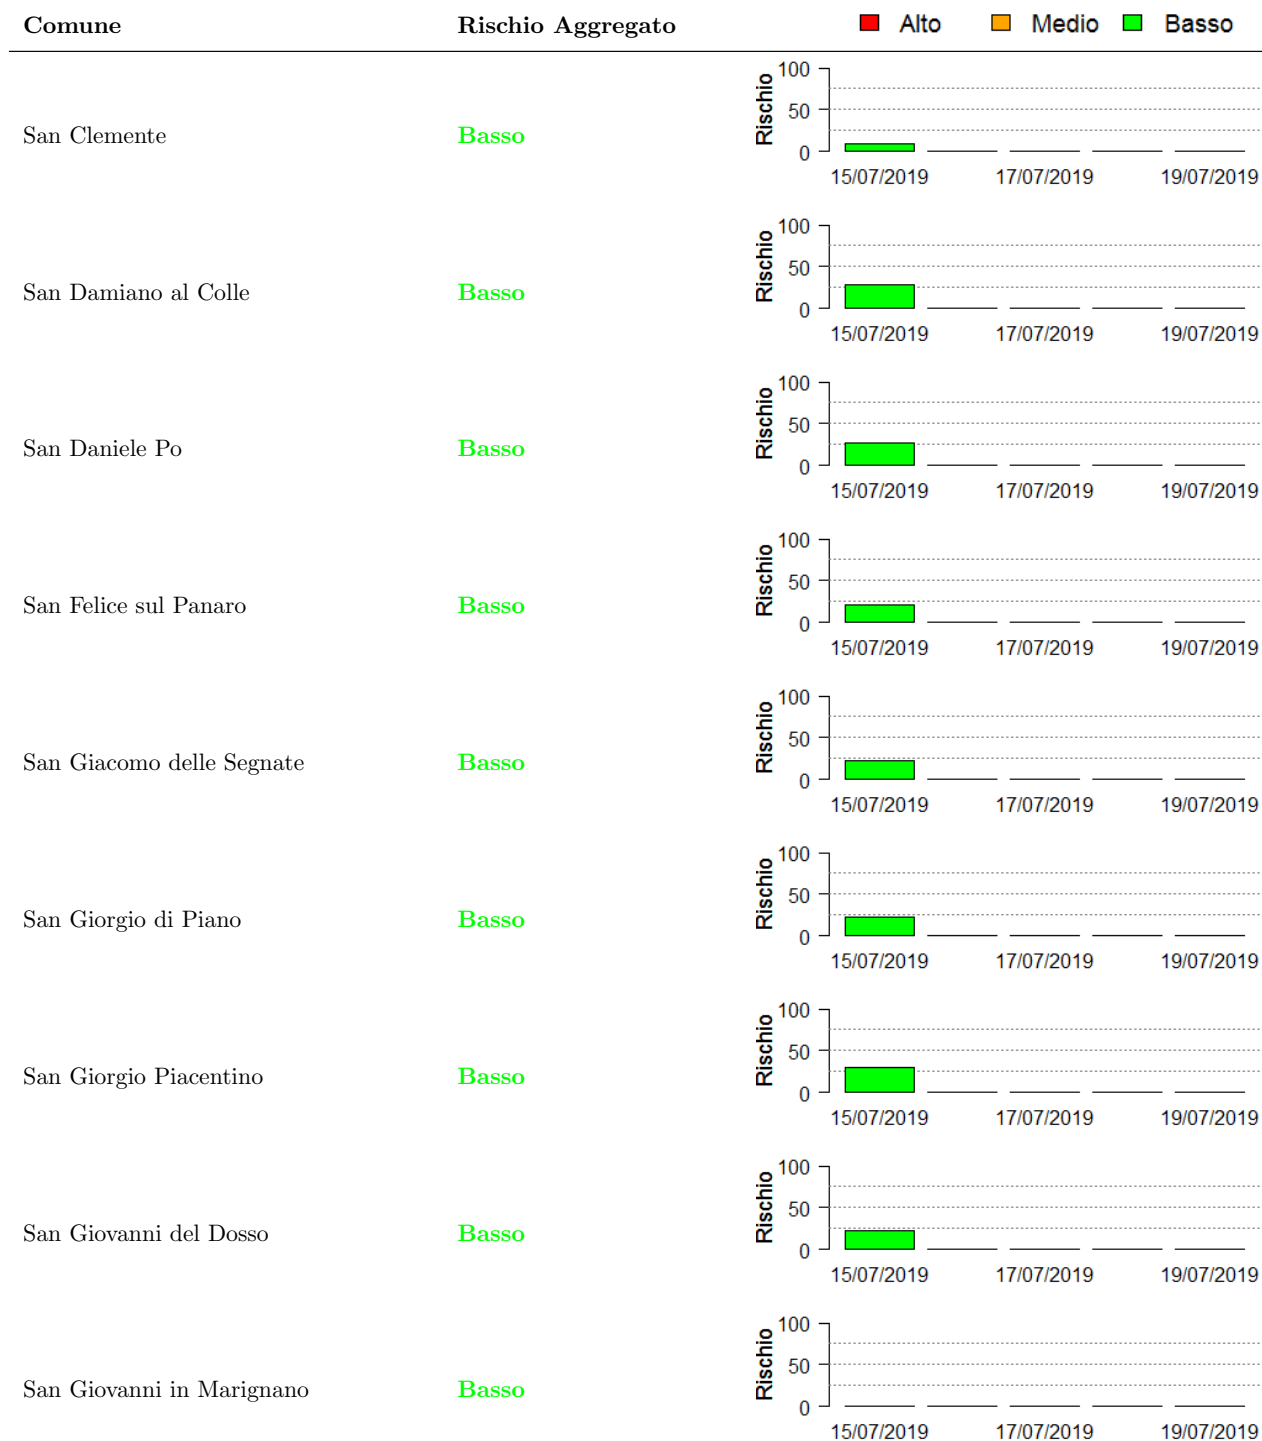 Comune Rischio Aggregato Alto Medio Basso
San Clemente Basso
Rischio
100
50
0
15/07/2019 17/07/2019 19/07/2019
San Damiano al Colle Basso
Rischio
100
50
0
15/07/2019 17/07/2019 19/07/2019
San Daniele Po Basso
Rischio
100
50
0
15/07/2019 17/07/2019 19/07/2019
San Felice sul Panaro Basso
Rischio
100
50
0
15/07/2019 17/07/2019 19/07/2019
San Giacomo delle Segnate Basso
Rischio
100
50
0
15/07/2019 17/07/2019 19/07/2019
San Giorgio di Piano Basso
Rischio
100
50
0
15/07/2019 17/07/2019 19/07/2019
San Giorgio Piacentino Basso
Rischio
100
50
0
15/07/2019 17/07/2019 19/07/2019
San Giovanni del Dosso Basso
Rischio
100
50
0
15/07/2019 17/07/2019 19/07/2019
San Giovanni in Marignano Basso
Rischio
100
50
0
15/07/2019 17/07/2019 19/07/2019